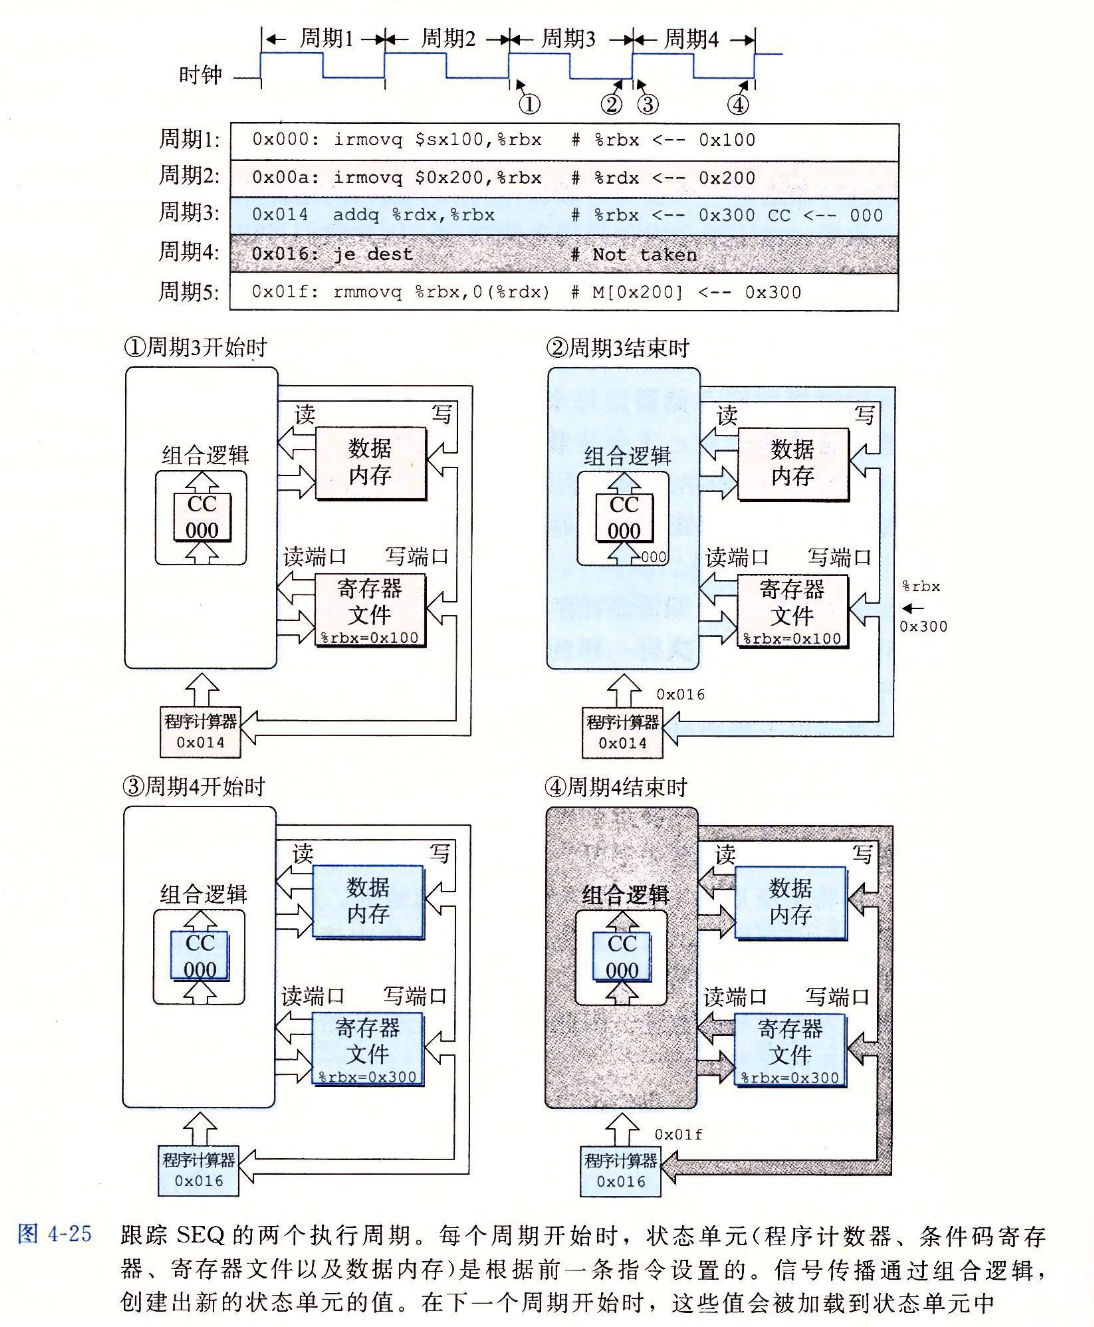 周期1 周期2 周期3 周期4
时钟
① ② ③ ④
周期1: 0x000: irmovq $sx100,%rbx # %rbx <-- 0x100
周期2: 0x00a: irmovq $0x200,%rbx # %rdx <-- 0x200
周期3: 0x014 addq %rdx,%rbx # %rbx <-- 0x300 CC <-- 000
周期4: 0x016: je dest # Not taken
周期5: 0x01f: rmmovq %rbx,0(%rdx) # M[0x200] <-- 0x300
①周期3开始时
读 写
数据
内存
组合逻辑
CC
000
读端口 写端口
寄存器
文件
%rbx=0x100
程序计算器
0x014
②周期3结束时
读 写
数据
内存
组合逻辑
CC
000
000
读端口 写端口
寄存器
文件
%rbx=0x100
%rbx
0x300
0x016
程序计算器
0x014
③周期4开始时
读 写
数据
内存
组合逻辑
CC
000
读端口 写端口
寄存器
文件
%rbx=0x300
程序计算器
0x016
④周期4结束时
读 写
数据
内存
组合逻辑
CC
000
读端口 写端口
寄存器
文件
%rbx=0x300
0x01f
程序计算器
0x016
图 4-25 跟踪 SEQ 的两个执行周期。每个周期开始时，状态单元(程序计数器、条件码寄存
器、寄存器文件以及数据内存)是根据前一条指令设置的。信号传播通过组合逻辑，
创建出新的状态单元的值。在下一个周期开始时，这些值会被加载到状态单元中